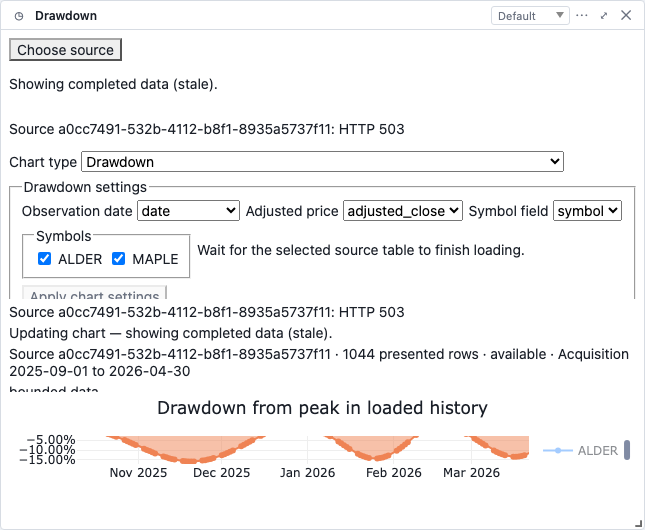 Drawdown
Default
Choose source
Showing completed data (stale).
Source a0cc7491-532b-4112-b8f1-8935a5737f11: HTTP 503
Chart type Drawdown
Drawdown settings
Observation date date Adjusted price adjusted_close Symbol field symbol
Symbols
ALDER MAPLE
Wait for the selected source table to finish loading.
Apply chart settings
Source a0cc7491-532b-4112-b8f1-8935a5737f11: HTTP 503
Updating chart — showing completed data (stale).
Source a0cc7491-532b-4112-b8f1-8935a5737f11 · 1044 presented rows · available · Acquisition
2025-09-01 to 2026-04-30
bounded data
Drawdown from peak in loaded history
−5.00%
−10.00%
−15.00%
Nov 2025 Dec 2025 Jan 2026 Feb 2026 Mar 2026
ALDER